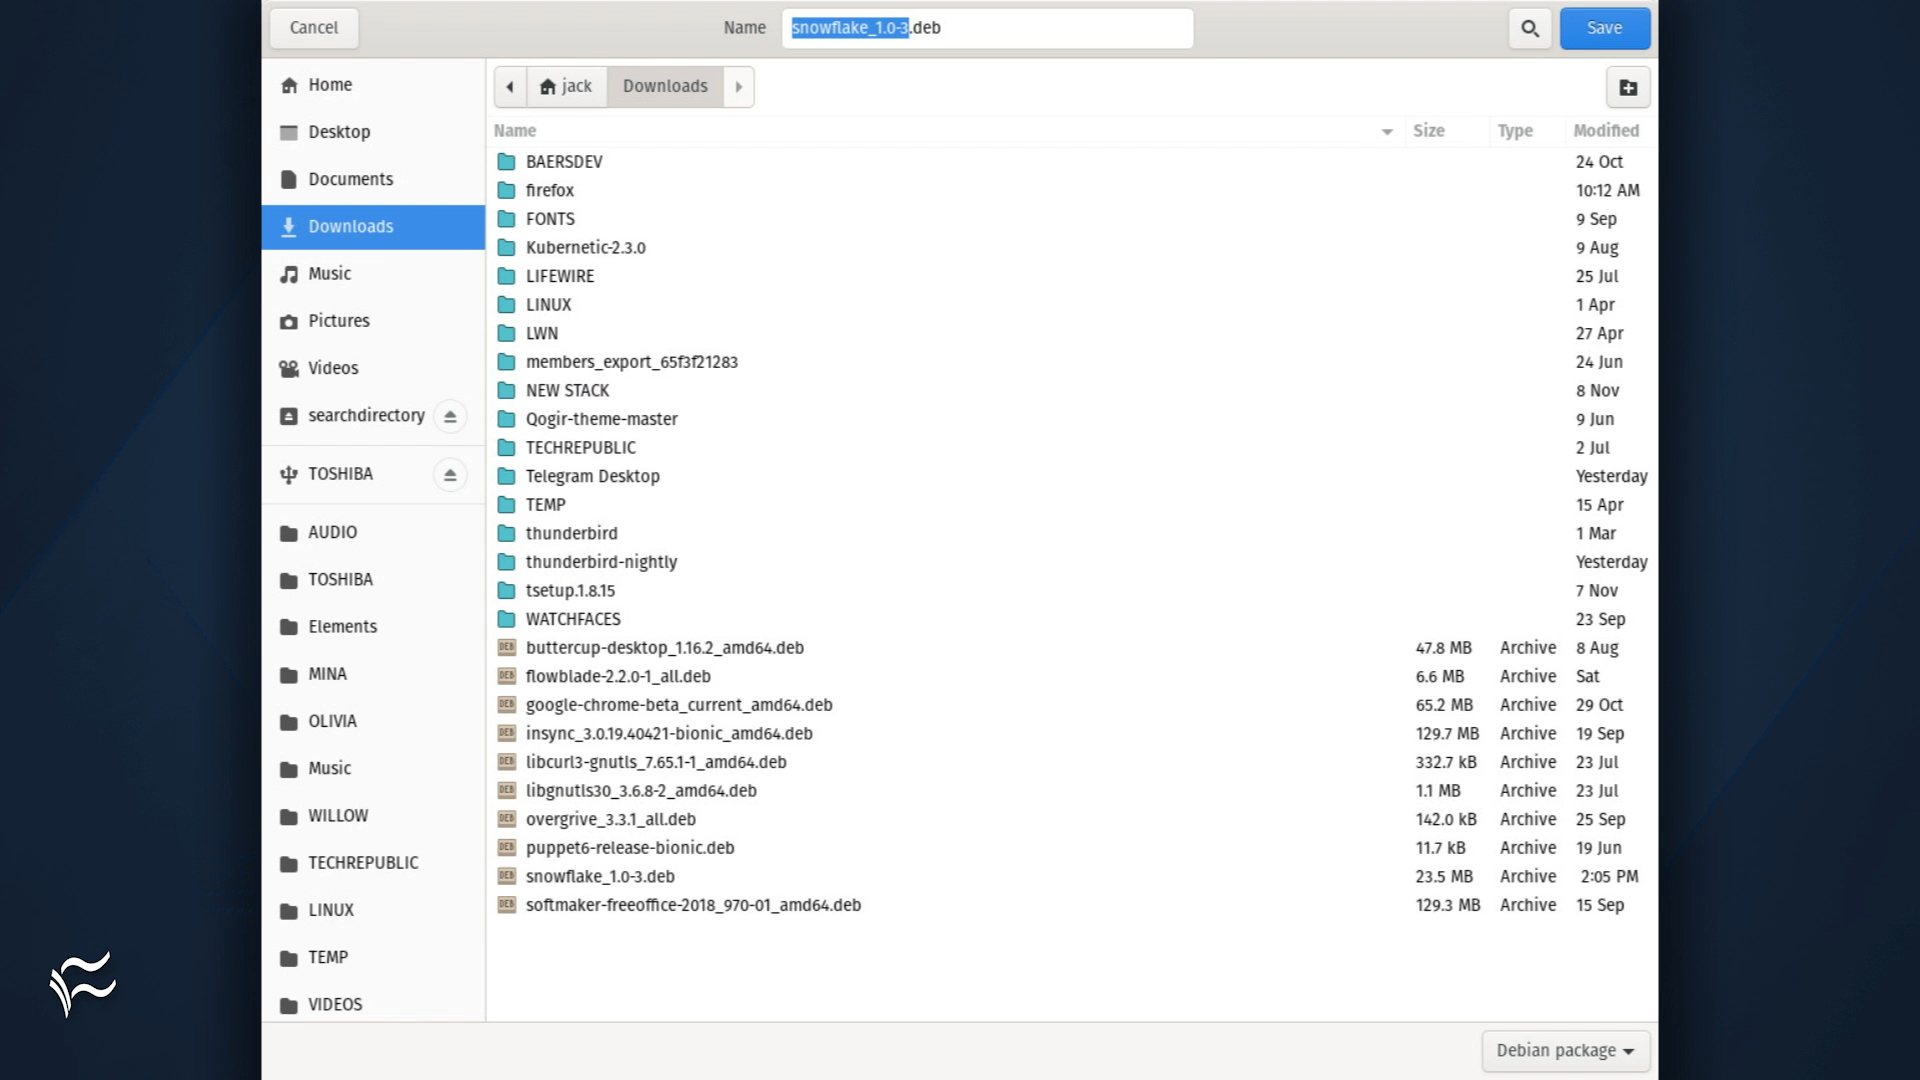 Cancel
Name
snowflake_1.0-3.deb
Save
Home
Desktop
Documents
Downloads
Music
Pictures
Videos
searchdirectory
TOSHIBA
AUDIO
TOSHIBA
Elements
MINA
OLIVIA
Music
WILLOW
TECHREPUBLIC
LINUX
TEMP
VIDEOS
jack Downloads
Name Size Type Modified
BAERSDEV 24 Oct
firefox 10:12 AM
FONTS 9 Sep
Kubernetic-2.3.0 9 Aug
LIFEWIRE 25 Jul
LINUX 1 Apr
LWN 27 Apr
members_export_65f3f21283 24 Jun
NEW STACK 8 Nov
Qogir-theme-master 9 Jun
TECHREPUBLIC 2 Jul
Telegram Desktop Yesterday
TEMP 15 Apr
thunderbird 1 Mar
thunderbird-nightly Yesterday
tsetup.1.8.15 7 Nov
WATCHFACES 23 Sep
DEB buttercup-desktop_1.16.2_amd64.deb 47.8 MB Archive 8 Aug
DEB flowblade-2.2.0-1_all.deb 6.6 MB Archive Sat
DEB google-chrome-beta_current_amd64.deb 65.2 MB Archive 29 Oct
DEB insync_3.0.19.40421-bionic_amd64.deb 129.7 MB Archive 19 Sep
DEB libcurl3-gnutls_7.65.1-1_amd64.deb 332.7 kB Archive 23 Jul
DEB libgnutls30_3.6.8-2_amd64.deb 1.1 MB Archive 23 Jul
DEB overgrive_3.3.1_all.deb 142.0 kB Archive 25 Sep
DEB puppet6-release-bionic.deb 11.7 kB Archive 19 Jun
DEB snowflake_1.0-3.deb 23.5 MB Archive 2:05 PM
DEB softmaker-freeoffice-2018_970-01_amd64.deb 129.3 MB Archive 15 Sep
Debian package